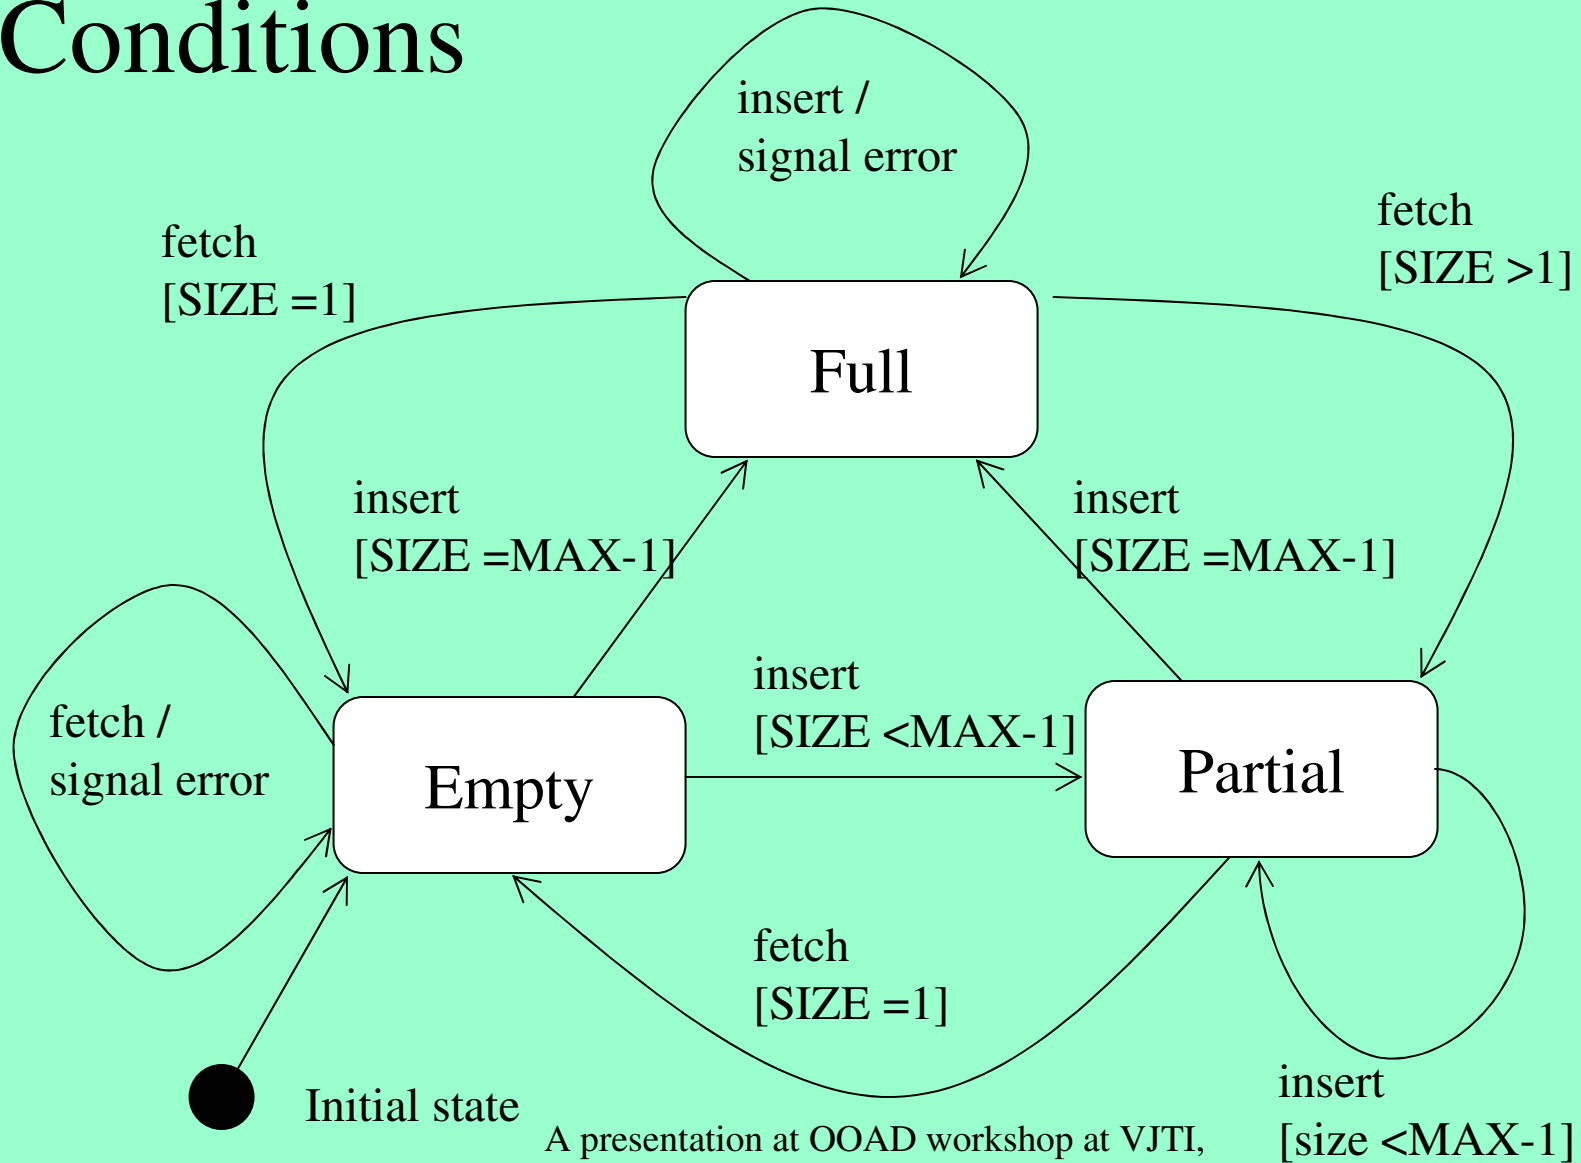 Conditions
insert /
signal error
fetch
[SIZE =1]
fetch
[SIZE >1]
Full
insert
[SIZE =MAX-1]
insert
[SIZE =MAX-1]
insert
[SIZE <MAX-1]
fetch /
signal error
Empty
Partial
fetch
[SIZE =1]
Initial state
insert
[size <MAX-1]
A presentation at OOAD workshop at VJTI,